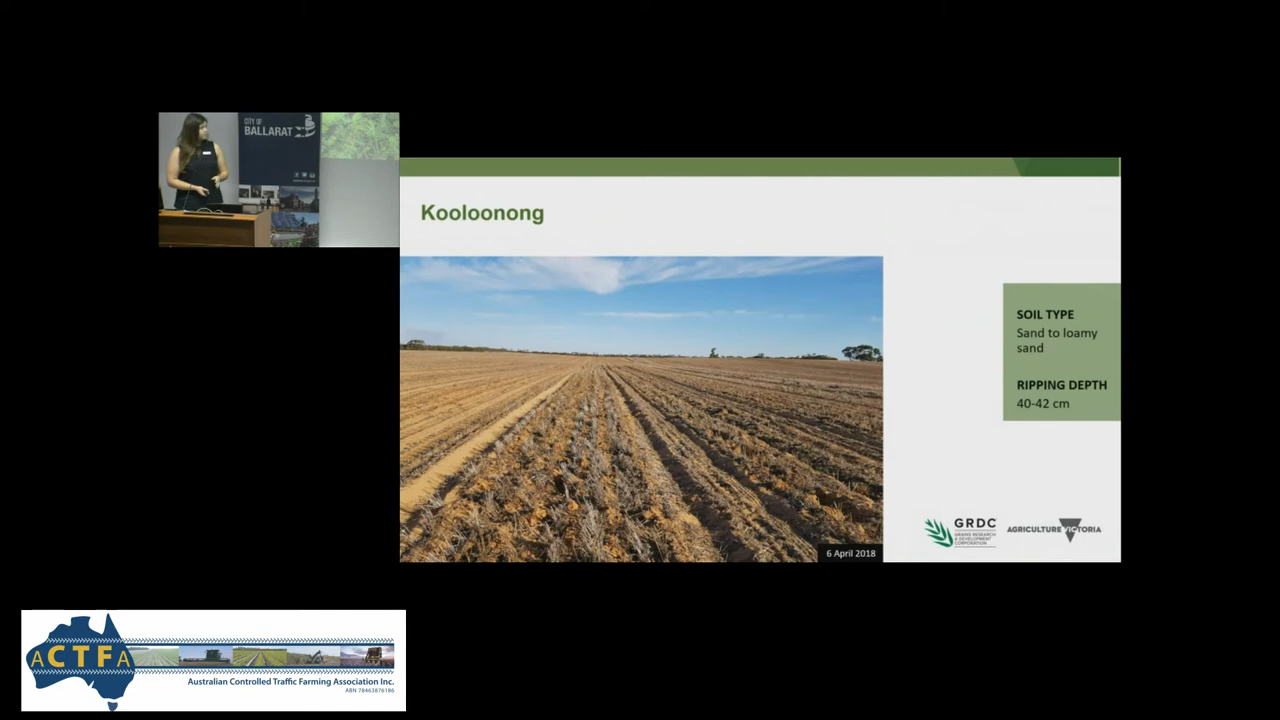 CITY OF
BALLARAT
Kooloonong
SOIL TYPE
Sand to loamy
sand
RIPPING DEPTH
40-42 cm
6 April 2018
GRDC
GRAINS RESEARCH
& DEVELOPMENT
CORPORATION
AGRICULTURE VICTORIA
ACTFA
Australian Controlled Traffic Farming Association Inc.
ABN 78463876186